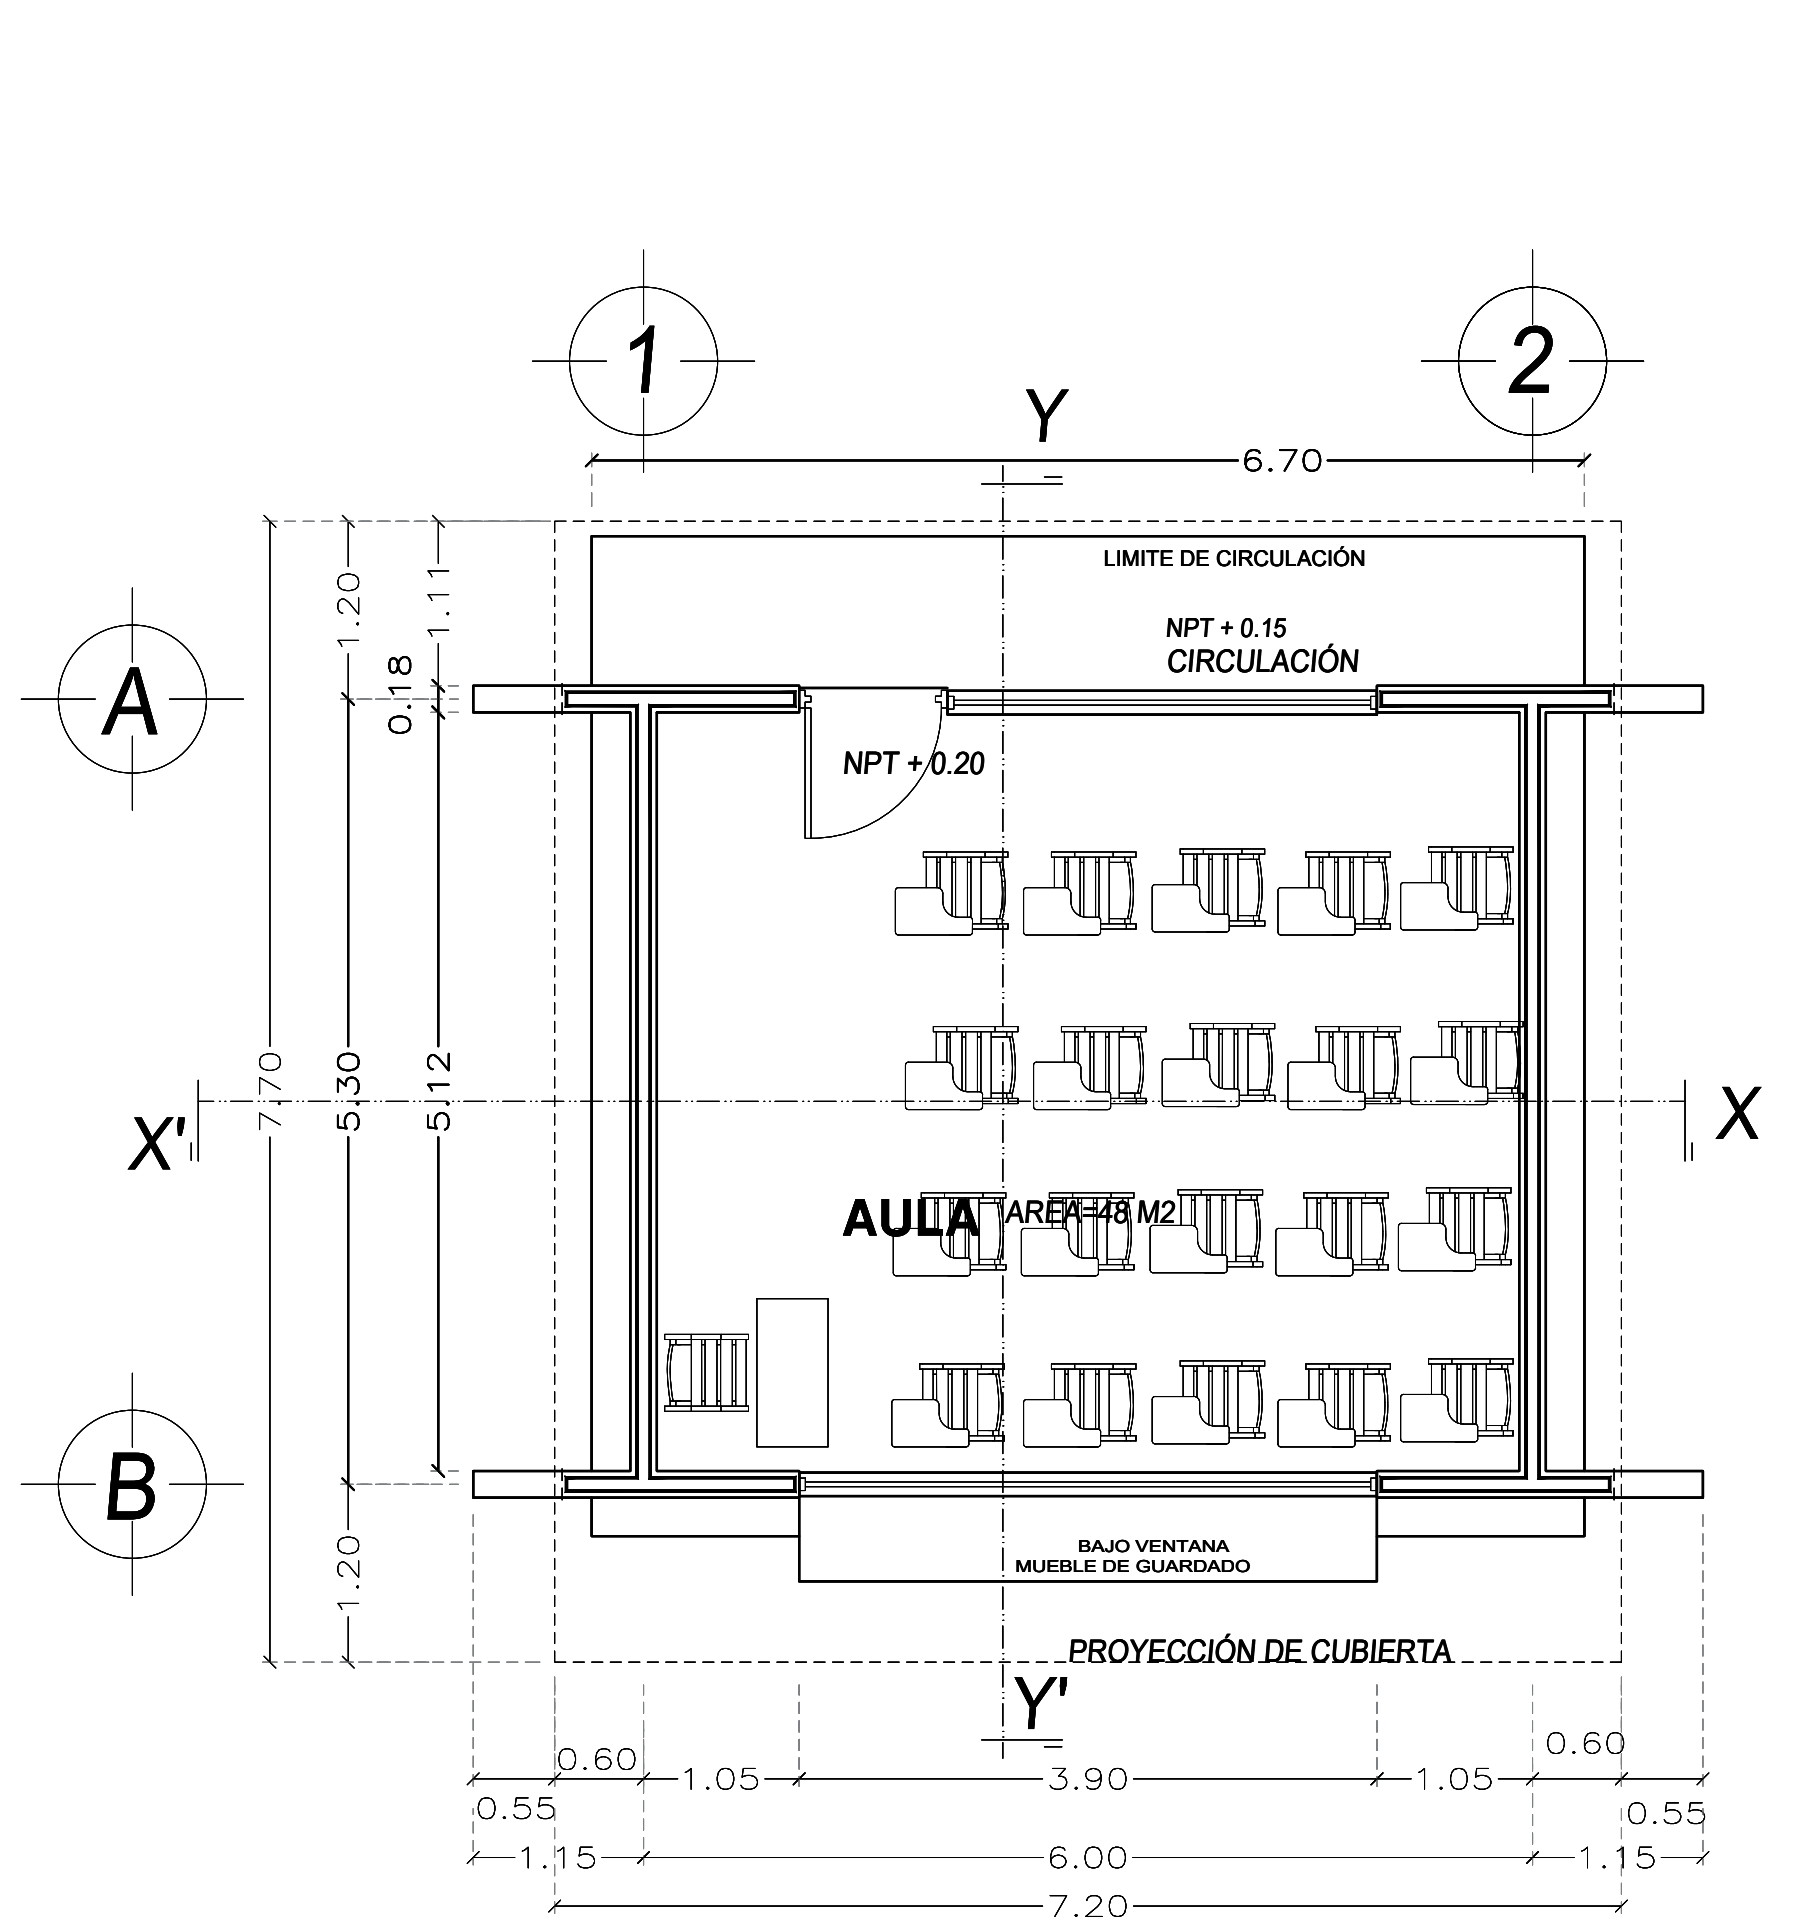 1
2
Y
6.70
LIMITE DE CIRCULACIÓN
1.20
1.11
NPT + 0.15
CIRCULACIÓN
A
0.18
NPT + 0.20
7.70
5.30
5.12
X'
X
AULA
AREA=48 M2
B
BAJO VENTANA
MUEBLE DE GUARDADO
1.20
PROYECCIÓN DE CUBIERTA
Y'
0.60
0.60
1.05
3.90
1.05
0.55
0.55
1.15
6.00
1.15
7.20